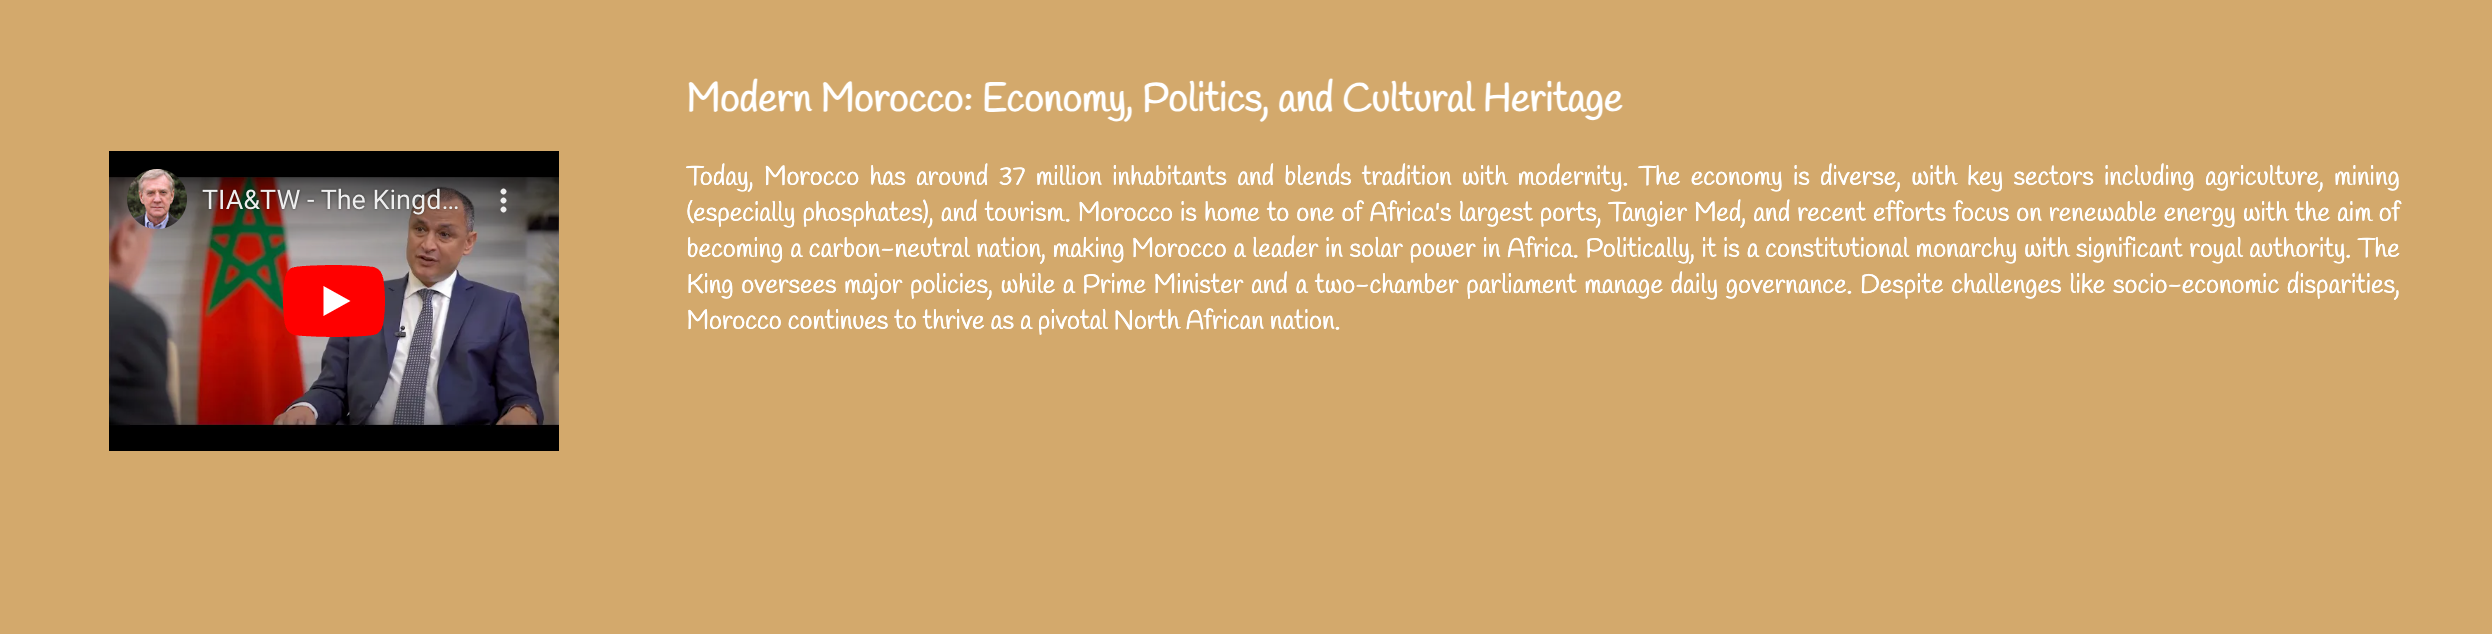 Modern Morocco: Economy, Politics, and Cultural Heritage
TIA&TW - The Kingd...
Today, Morocco has around 37 million inhabitants and blends tradition with modernity. The economy is diverse, with key sectors including agriculture, mining
(especially phosphates), and tourism. Morocco is home to one of Africa's largest ports, Tangier Med, and recent efforts focus on renewable energy with the aim of
becoming a carbon-neutral nation, making Morocco a leader in solar power in Africa. Politically, it is a constitutional monarchy with significant royal authority. The
King oversees major policies, while a Prime Minister and a two-chamber parliament manage daily governance. Despite challenges like socio-economic disparities,
Morocco continues to thrive as a pivotal North African nation.